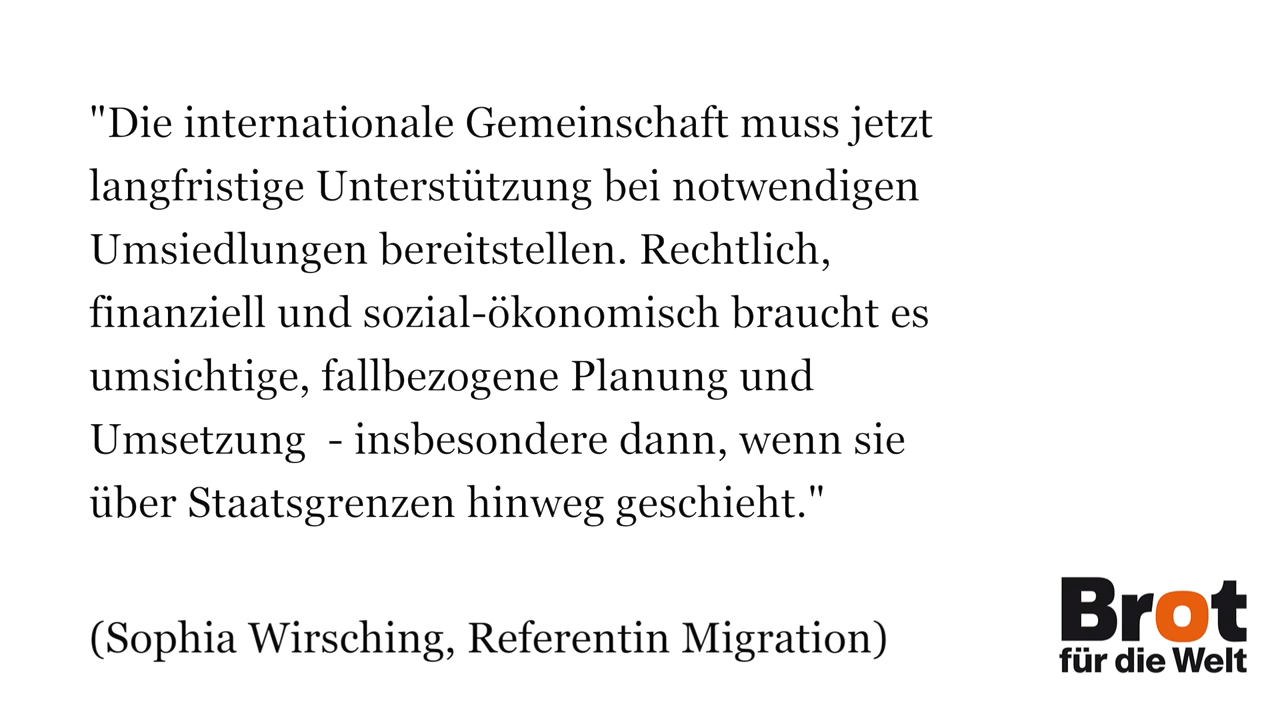 "Die internationale Gemeinschaft muss jetzt
langfristige Unterstützung bei notwendigen
Umsiedlungen bereitstellen. Rechtlich,
finanziell und sozial-ökonomisch braucht es
umsichtige, fallbezogene Planung und
Umsetzung  - insbesondere dann, wenn sie
über Staatsgrenzen hinweg geschieht."
(Sophia Wirsching, Referentin Migration)
Brot
für die Welt